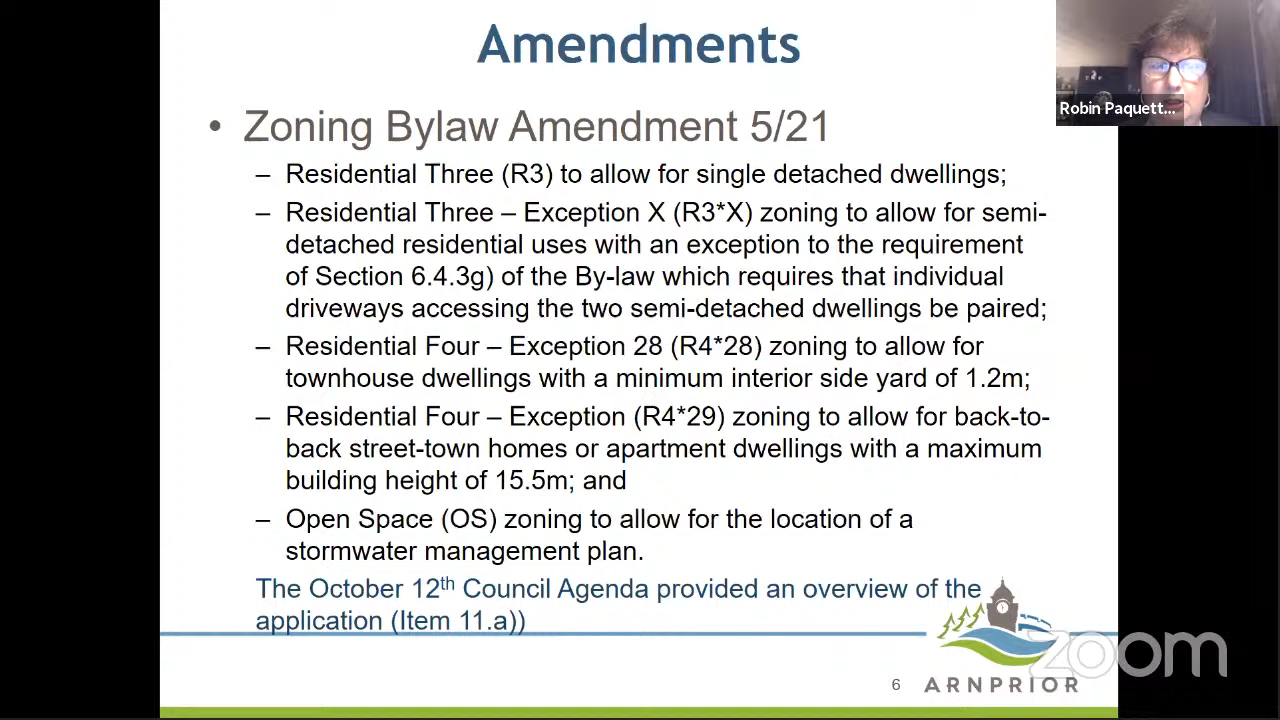 Amendments
Robin Paquett...
• Zoning Bylaw Amendment 5/21
– Residential Three (R3) to allow for single detached dwellings;
– Residential Three – Exception X (R3*X) zoning to allow for semi-
detached residential uses with an exception to the requirement
of Section 6.4.3g) of the By-law which requires that individual
driveways accessing the two semi-detached dwellings be paired;
– Residential Four – Exception 28 (R4*28) zoning to allow for
townhouse dwellings with a minimum interior side yard of 1.2m;
– Residential Four – Exception (R4*29) zoning to allow for back-to-
back street-town homes or apartment dwellings with a maximum
building height of 15.5m; and
– Open Space (OS) zoning to allow for the location of a
stormwater management plan.
The October 12th Council Agenda provided an overview of the
application (Item 11.a))
zoom
6
ARNPRIOR